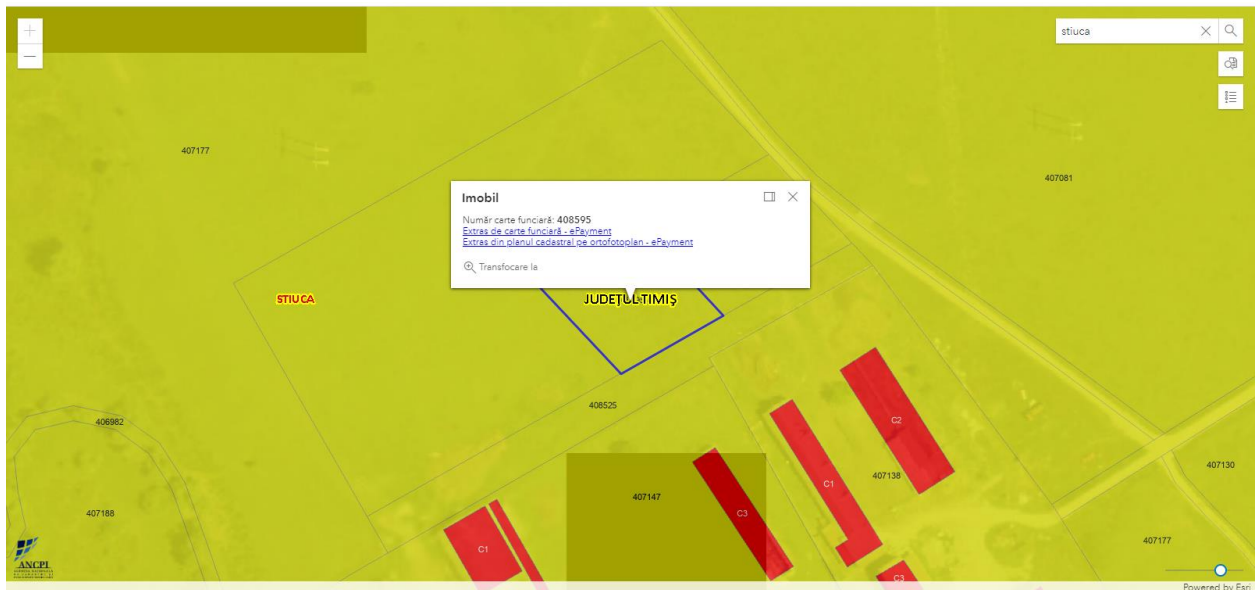 stiuca
407177
407081
Imobil
Număr carte funciară: 408595
Extras de carte funciară - ePayment
Extras din planul cadastral pe ortofotoplan - ePayment
Transfocare la
STIUCA
JUDEȚUL TIMIȘ
408525
406982
C2
407130
407138
C1
407147
C3
407188
407177
C1
C3
ANCPI
Powered by Esri